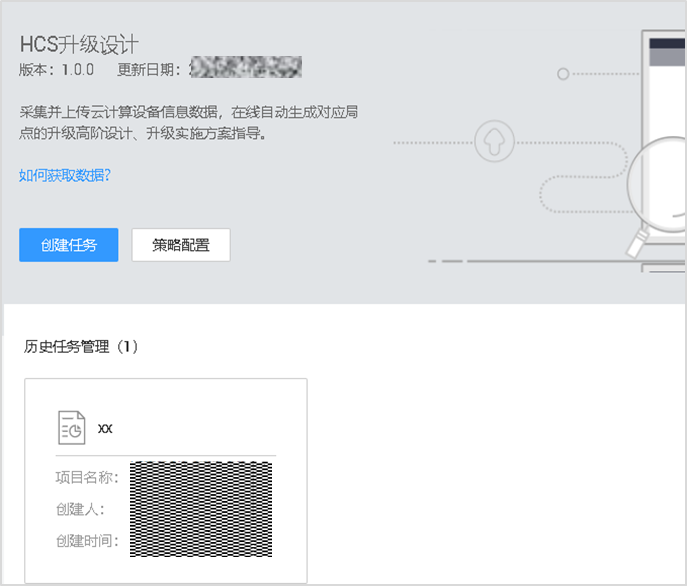 HCS升级设计
版本：1.0.0 更新日期：
采集并上传云计算设备信息数据，在线自动生成对应局
点的升级高阶设计、升级实施方案指导。
如何获取数据?
创建任务 策略配置
历史任务管理（1）
xx
项目名称：
创建人：
创建时间：